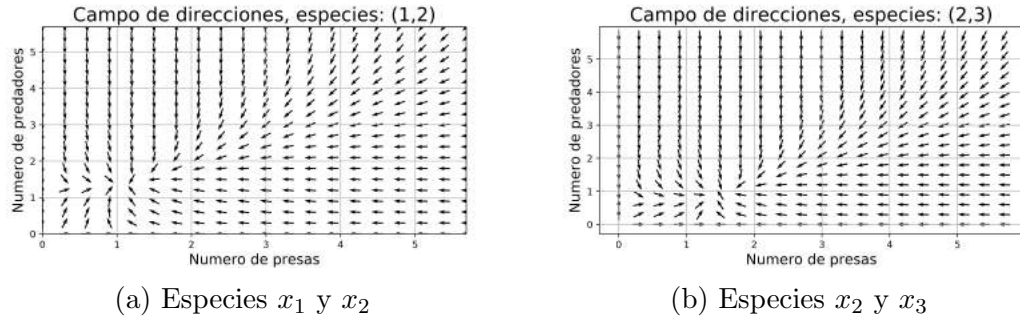 Campo de direcciones, especies: (1,2)
Numero de predadores
5
4
3
2
1
0
0 1 2 3 4 5
Numero de presas
(a) Especies x₁ y x₂
Campo de direcciones, especies: (2,3)
Numero de predadores
5
4
3
2
1
0
0 1 2 3 4 5
Numero de presas
(b) Especies x₂ y x₃